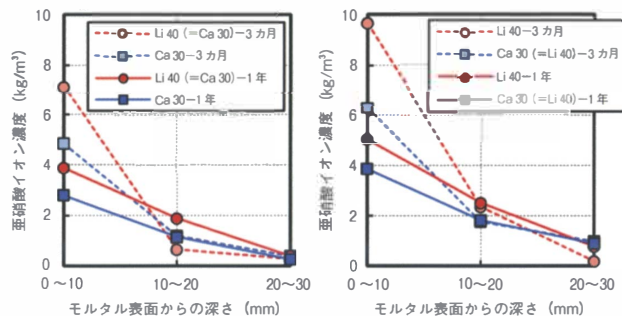 亜硝酸イオン濃度 (kg/m³)
10
8
6
4
2
0
Li 40 (=Ca 30)−3 カ月
Ca 30−3 カ月
Li 40 (=Ca 30)−1 年
Ca 30−1 年
0 ~10
10~20
20~30
モルタル表面からの深さ (mm)
亜硝酸イオン濃度 (kg/m³)
10
8
6
4
2
0
Li 40−3 カ月
Ca 30 (=Li 40)−3 カ月
Li 40−1 年
Ca 30 (=Li 40)−1 年
0 ~10
10~20
20~30
モルタル表面からの深さ (mm)